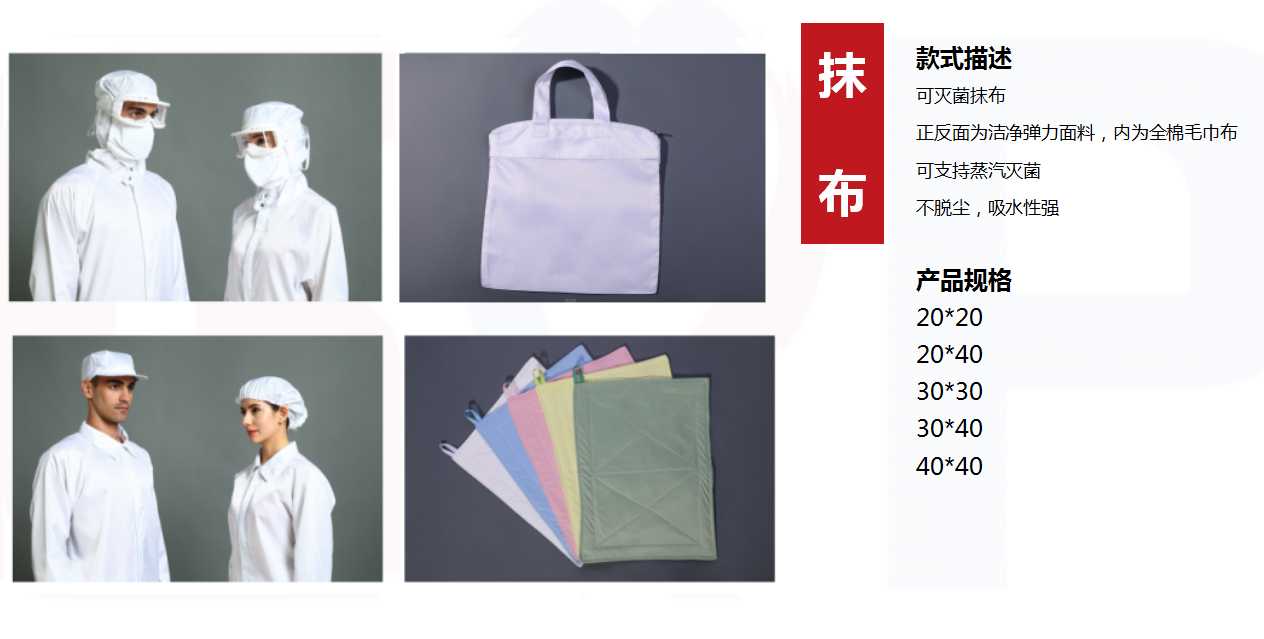 抹
布
款式描述
可灭菌抹布
正反面为洁净弹力面料，内为全棉毛巾布
可支持蒸汽灭菌
不脱尘，吸水性强
产品规格
20*20
20*40
30*30
30*40
40*40